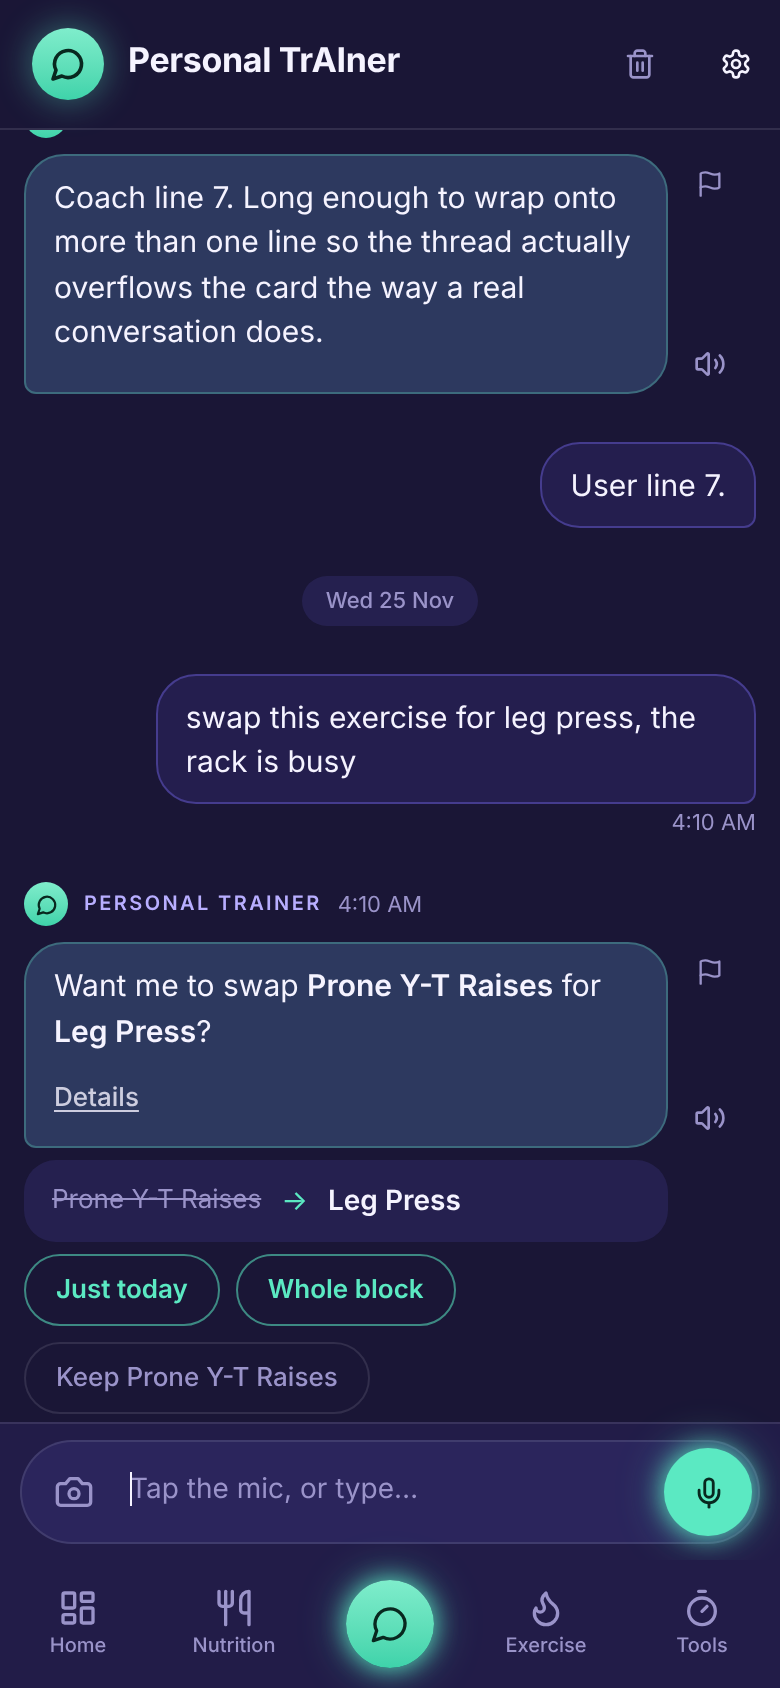 Personal TrAIner
Coach line 7. Long enough to wrap onto
more than one line so the thread actually
overflows the card the way a real
conversation does.
User line 7.
Wed 25 Nov
swap this exercise for leg press, the
rack is busy
4:10 AM
PERSONAL TRAINER 4:10 AM
Want me to swap Prone Y-T Raises for
Leg Press?
Details
Prone Y-T Raises → Leg Press
Just today
Whole block
Keep Prone Y-T Raises
Tap the mic, or type...
Home
Nutrition
Exercise
Tools